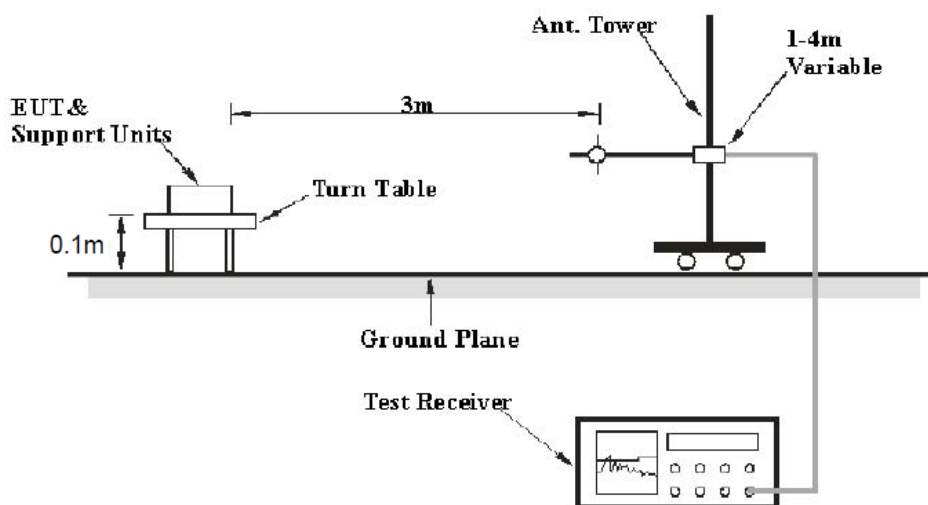 Ant. Tower
1-4m
Variable
3m
EUT&
Support Units
Turn Table
0.1m
Ground Plane
Test Receiver